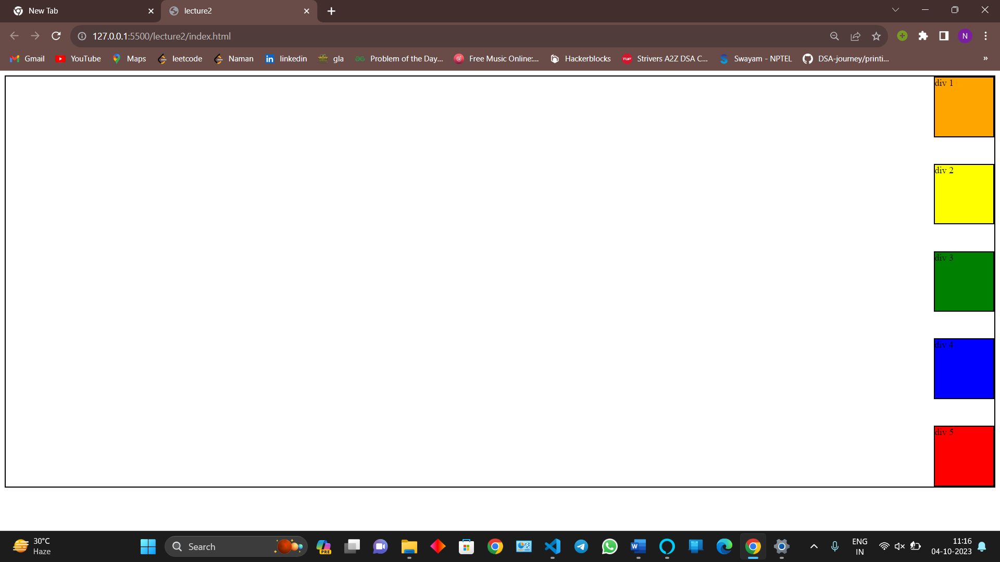 New Tab
lecture2
127.0.0.1:5500/lecture2/index.html
N
Gmail
YouTube
Maps
leetcode
Naman
linkedin
gla
Problem of the Day...
Free Music Online:...
Hackerblocks
Strivers A2Z DSA C...
Swayam - NPTEL
DSA-journey/printi...
»
div 1
div 2
div 3
div 4
div 5
30°C
Haze
Search
PRE
ENG
IN
11:16
04-10-2023